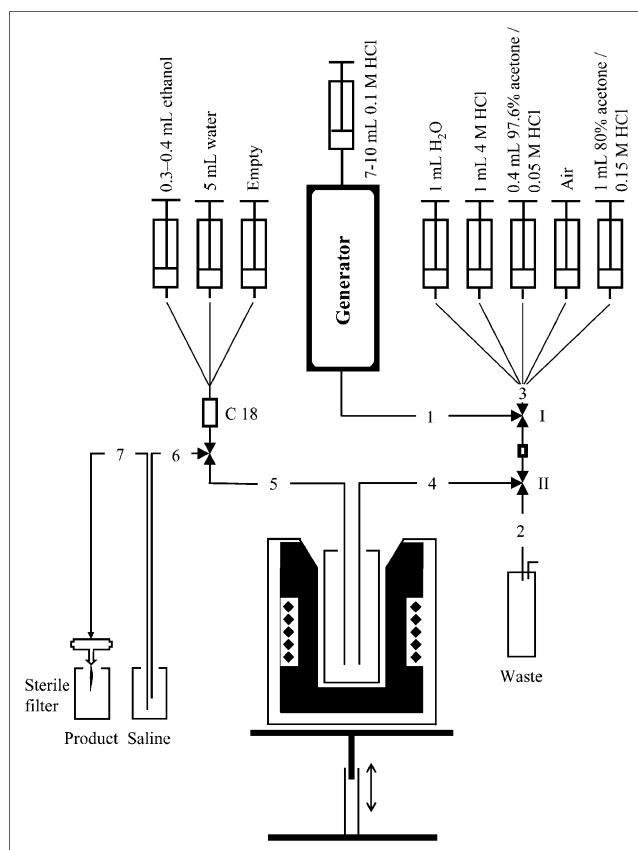 0.3–0.4 mL ethanol
5 mL water
Empty
7-10 mL 0.1 M HCl
1 mL H₂O
1 mL 4 M HCl
0.4 mL 97.6% acetone /
0.05 M HCl
Air
1 mL 80% acetone /
0.15 M HCl
Generator
C 18
3
1
I
7
6
5
4
II
2
Waste
Sterile
filter
Product
Saline